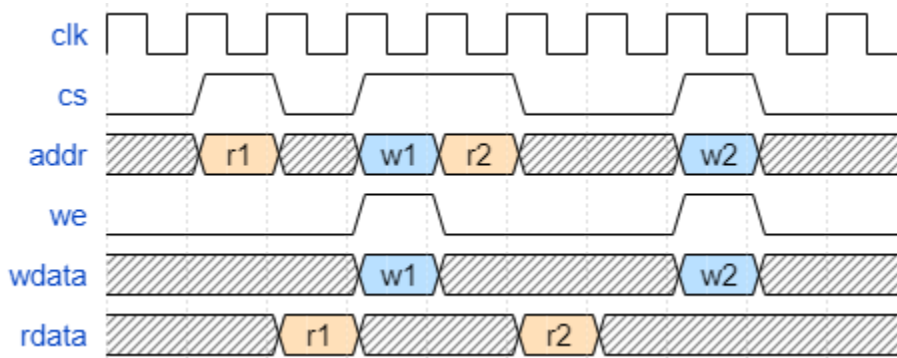 clk
cs
addr r1 w1 r2 w2
we
wdata w1 w2
rdata r1 r2